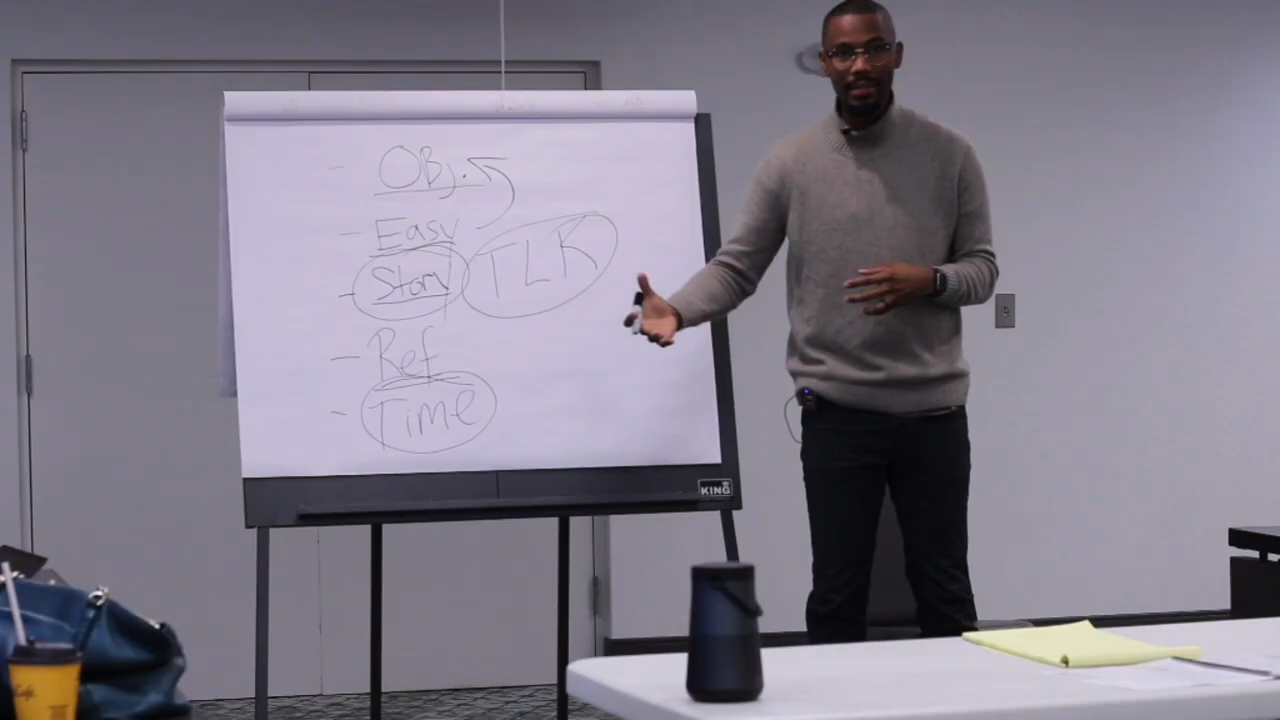 - Obj.
- Easy
- Story TLK
- Ref
- Time
KING